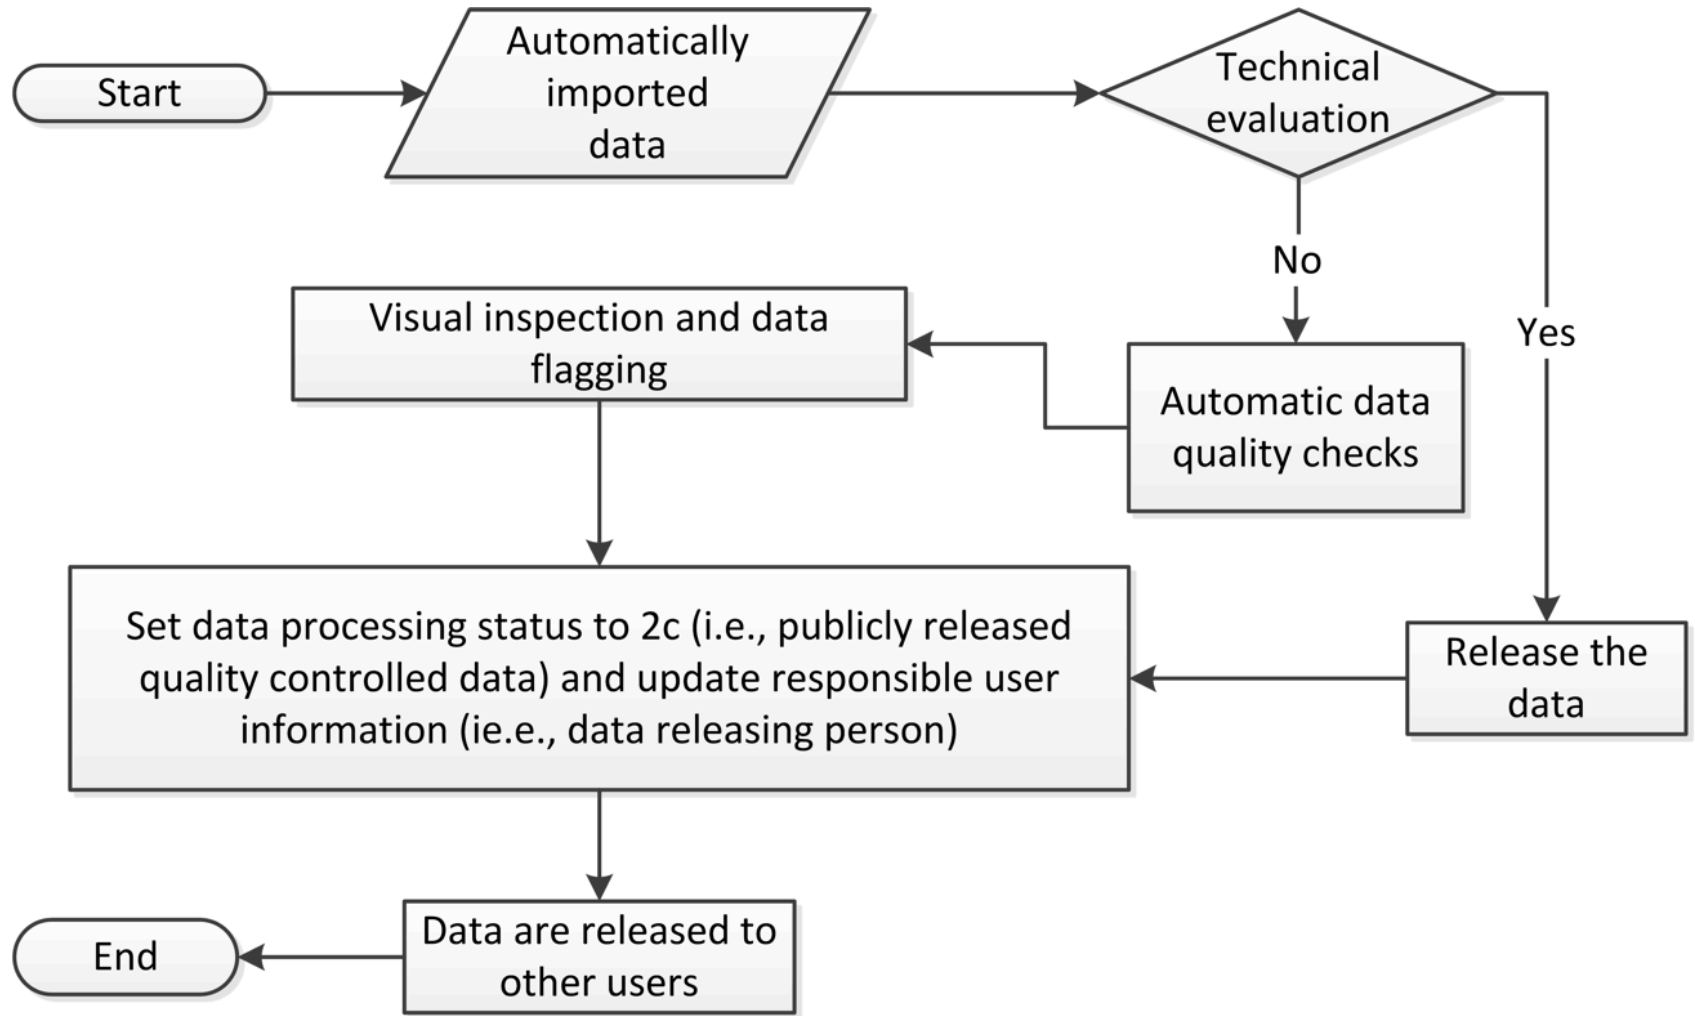 Start
Automatically
imported
data
Technical
evaluation
No
Yes
Visual inspection and data
flagging
Automatic data
quality checks
Set data processing status to 2c (i.e., publicly released
quality controlled data) and update responsible user
information (ie.e., data releasing person)
Release the
data
Data are released to
other users
End